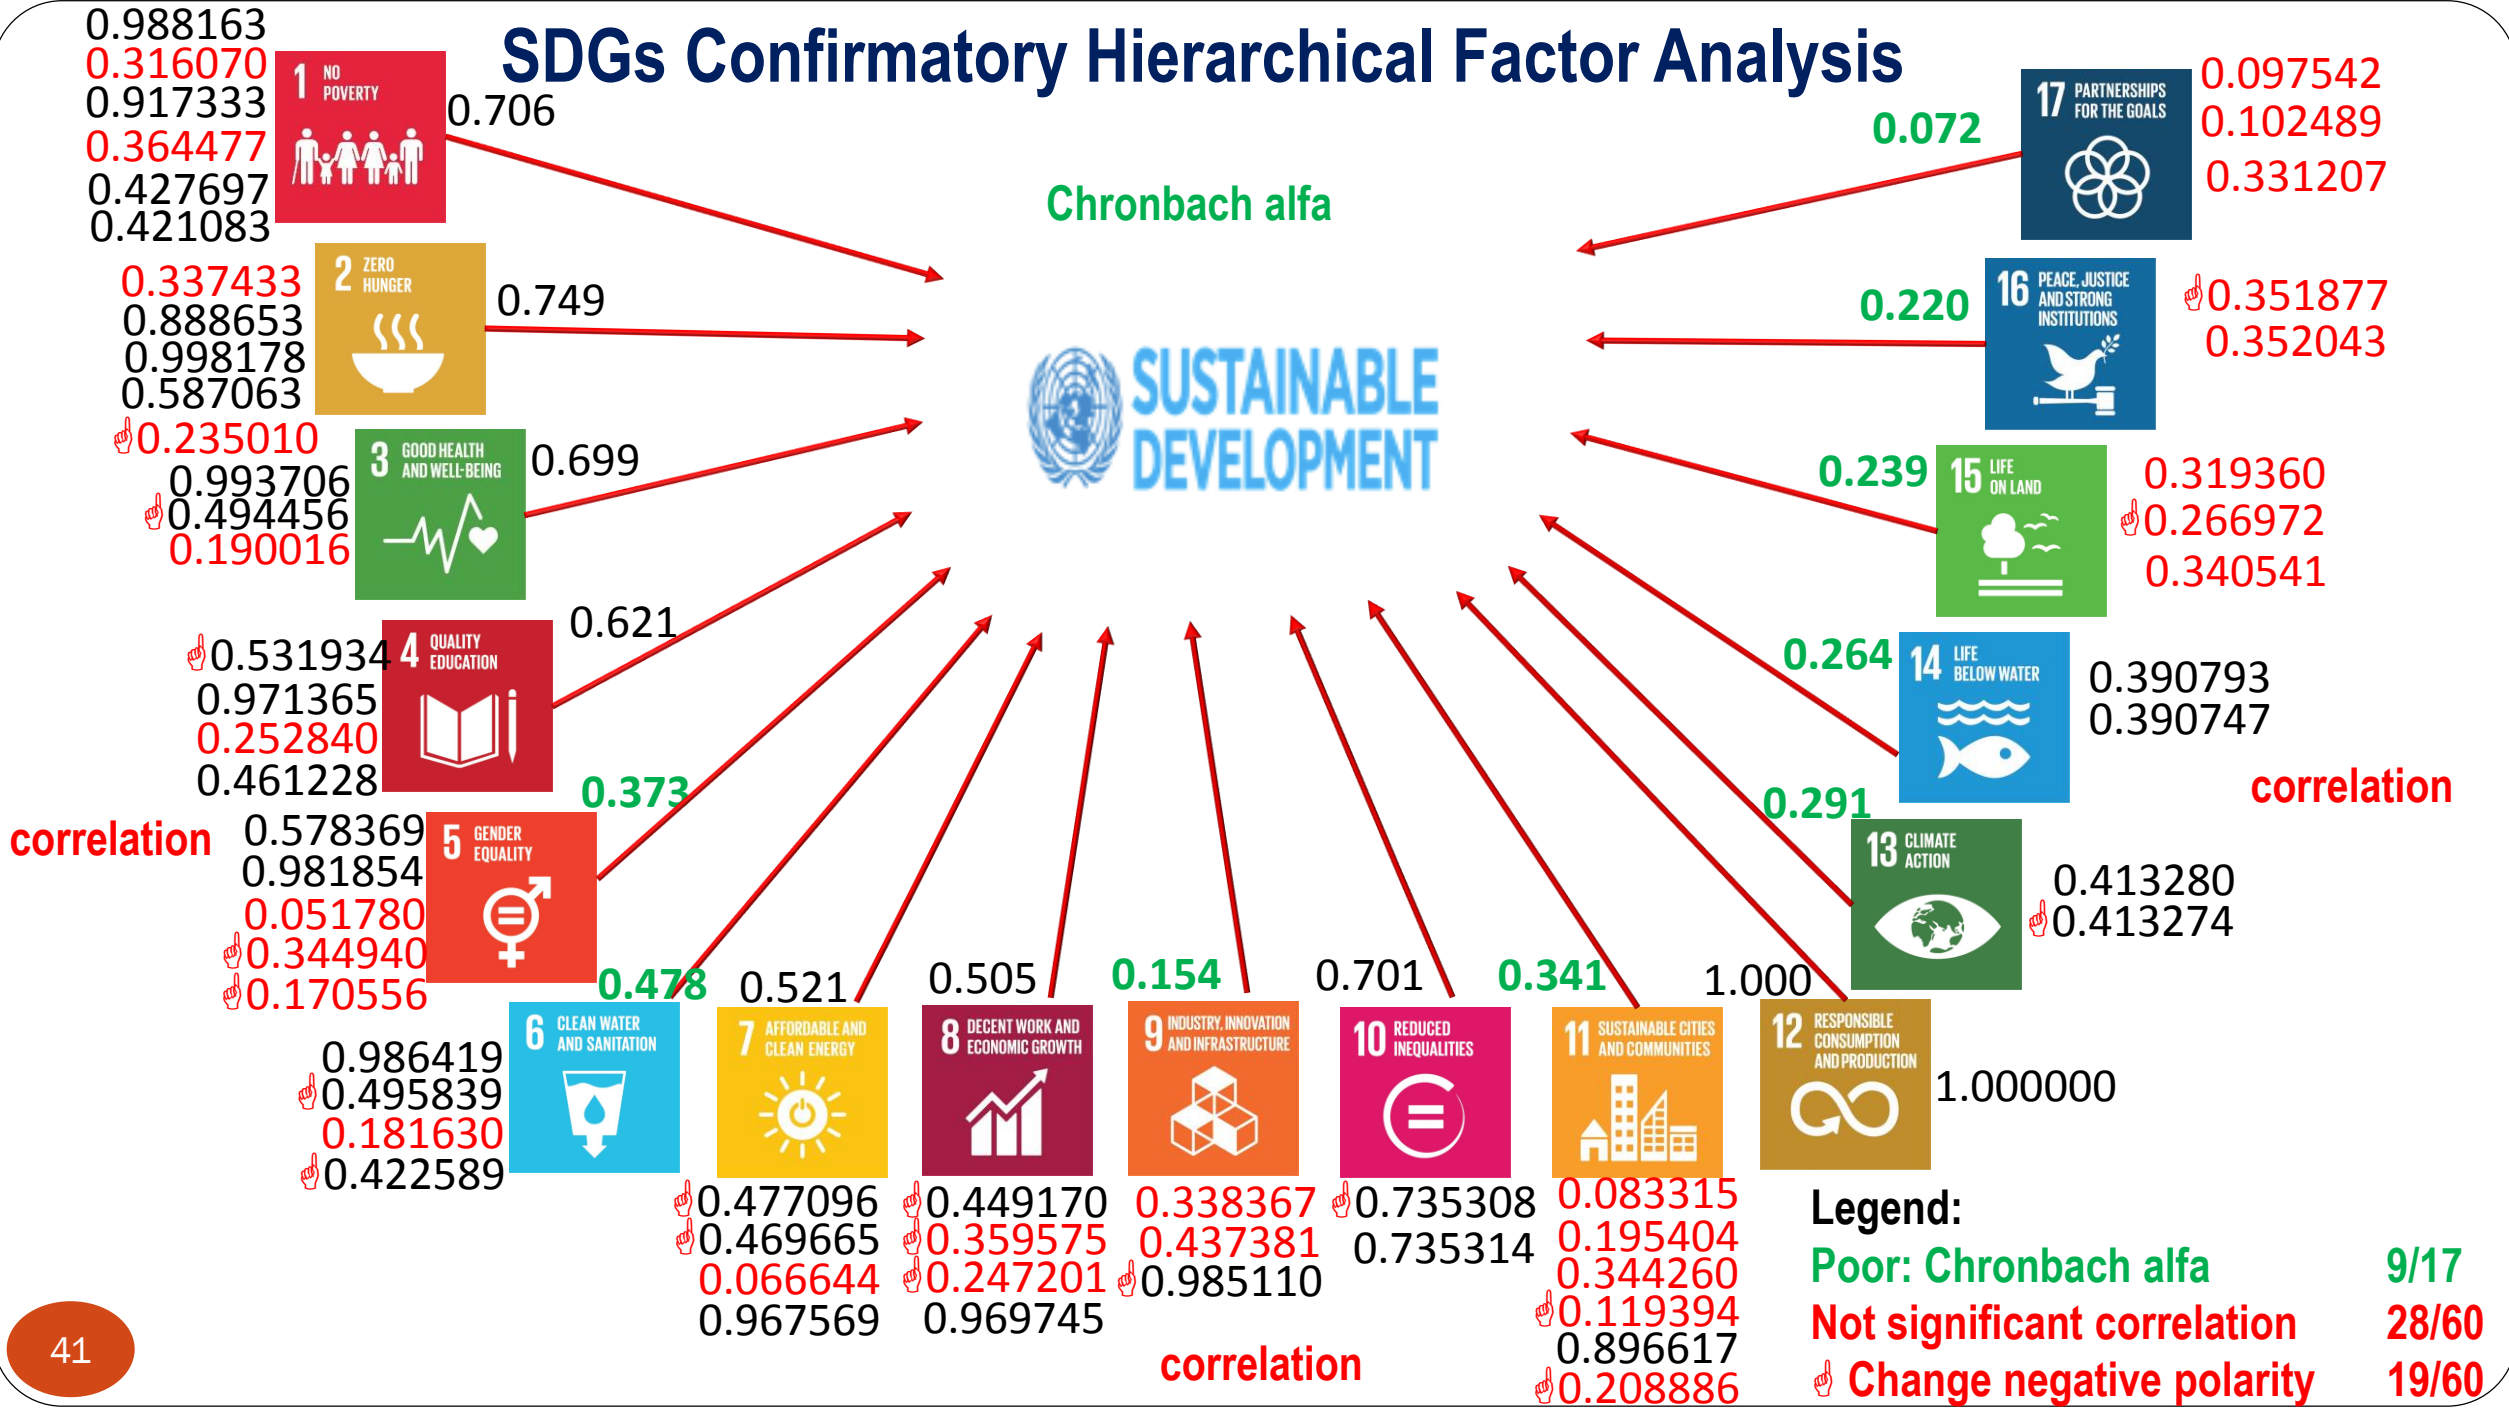 SDGs Confirmatory Hierarchical Factor Analysis
0.988163
0.316070
0.917333
0.364477
0.427697
0.421083
1 NO
POVERTY
0.706
0.337433
0.888653
0.998178
0.587063
☝0.235010
2 ZERO
HUNGER
0.749
0.993706
☝0.494456
0.190016
3 GOOD HEALTH
AND WELL-BEING
0.699
☝0.531934
0.971365
0.252840
0.461228
4 QUALITY
EDUCATION
0.621
correlation
0.578369
0.981854
0.051780
☝0.344940
☝0.170556
5 GENDER
EQUALITY
0.373
0.986419
☝0.495839
0.181630
☝0.422589
6 CLEAN WATER
AND SANITATION
0.478
0.521
7 AFFORDABLE AND
CLEAN ENERGY
☝0.477096
☝0.469665
0.066644
0.967569
0.505
8 DECENT WORK AND
ECONOMIC GROWTH
☝0.449170
☝0.359575
☝0.247201
0.969745
0.154
9 INDUSTRY, INNOVATION
AND INFRASTRUCTURE
0.338367
0.437381
☝0.985110
0.701
10 REDUCED
INEQUALITIES
☝0.735308
0.735314
correlation
0.341
11 SUSTAINABLE CITIES
AND COMMUNITIES
0.083315
0.195404
0.344260
☝0.119394
0.896617
☝0.208886
1.000
12 RESPONSIBLE
CONSUMPTION
AND PRODUCTION
1.000000
0.291
13 CLIMATE
ACTION
0.413280
☝0.413274
0.264
14 LIFE
BELOW WATER
0.390793
0.390747
correlation
0.239
15 LIFE
ON LAND
0.319360
☝0.266972
0.340541
0.220
16 PEACE, JUSTICE
AND STRONG
INSTITUTIONS
☝0.351877
0.352043
0.072
17 PARTNERSHIPS
FOR THE GOALS
0.097542
0.102489
0.331207
Chronbach alfa
SUSTAINABLE
DEVELOPMENT
Legend:
Poor: Chronbach alfa 9/17
Not significant correlation 28/60
☝ Change negative polarity 19/60
41